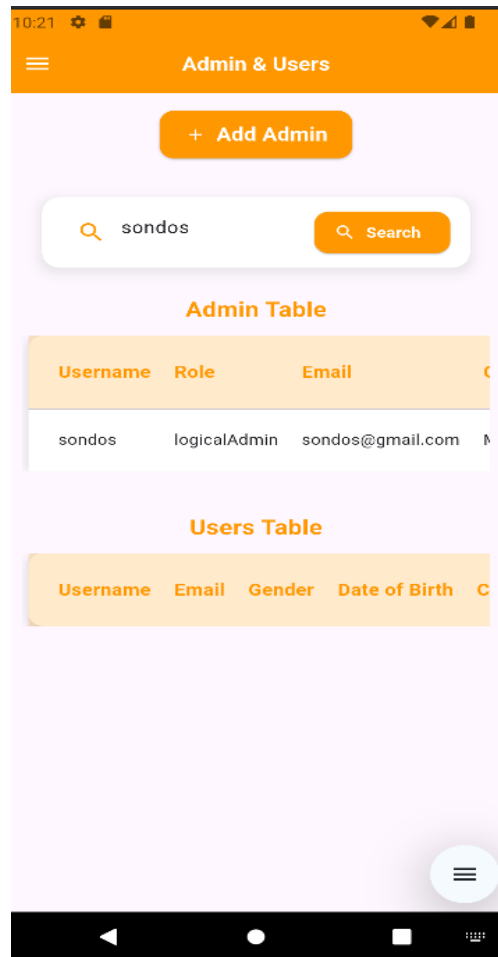 10:21
Admin & Users
+ Add Admin
sondos Search
Admin Table
Username Role Email
sondos logicalAdmin sondos@gmail.com
Users Table
Username Email Gender Date of Birth C